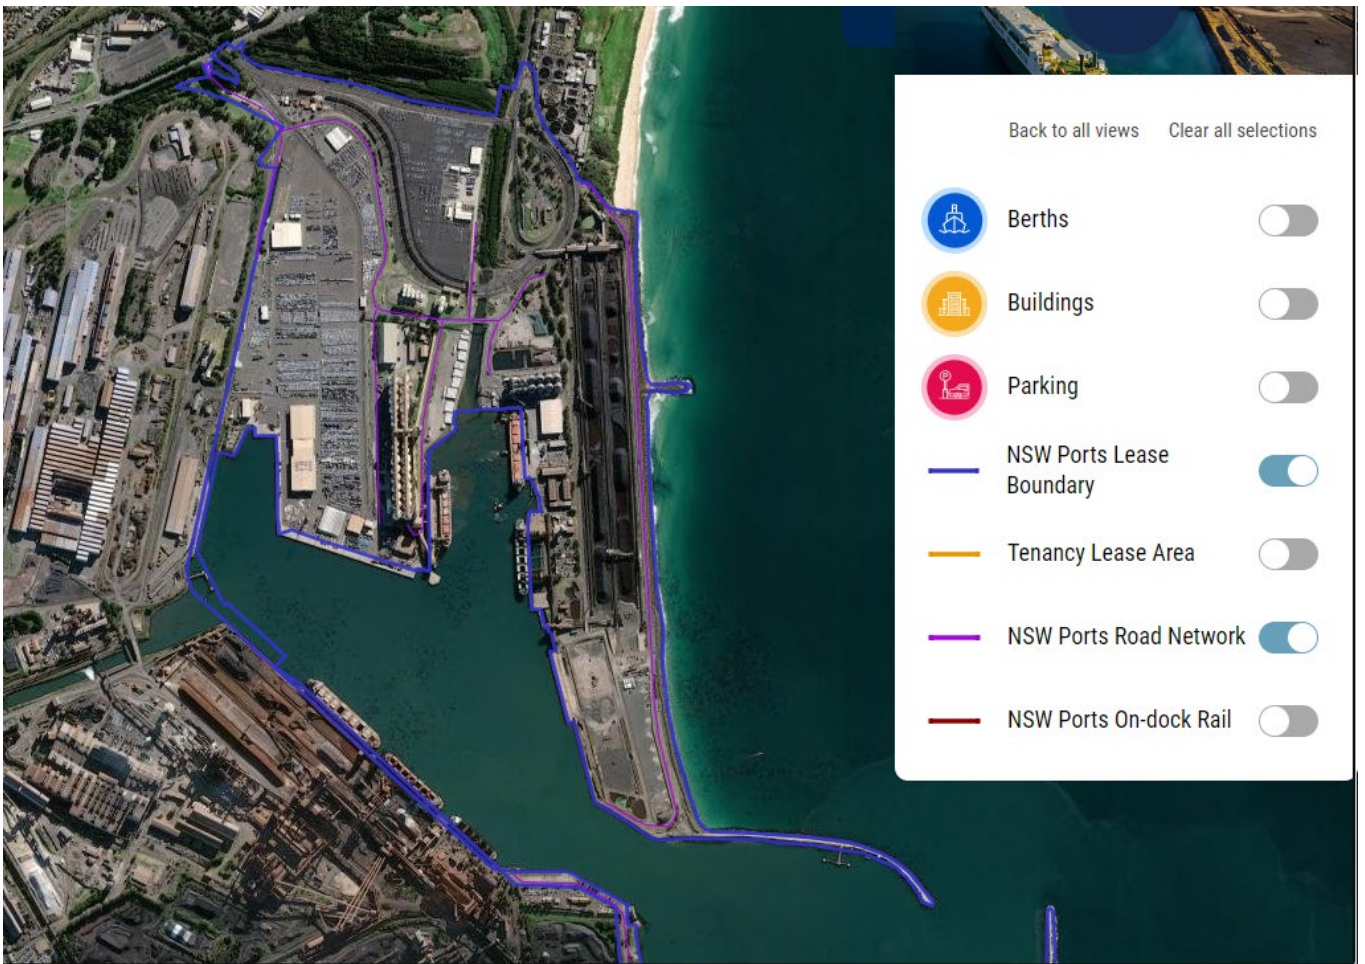 Back to all views Clear all selections
Berths
Buildings
Parking
NSW Ports Lease
Boundary
Tenancy Lease Area
NSW Ports Road Network
NSW Ports On-dock Rail